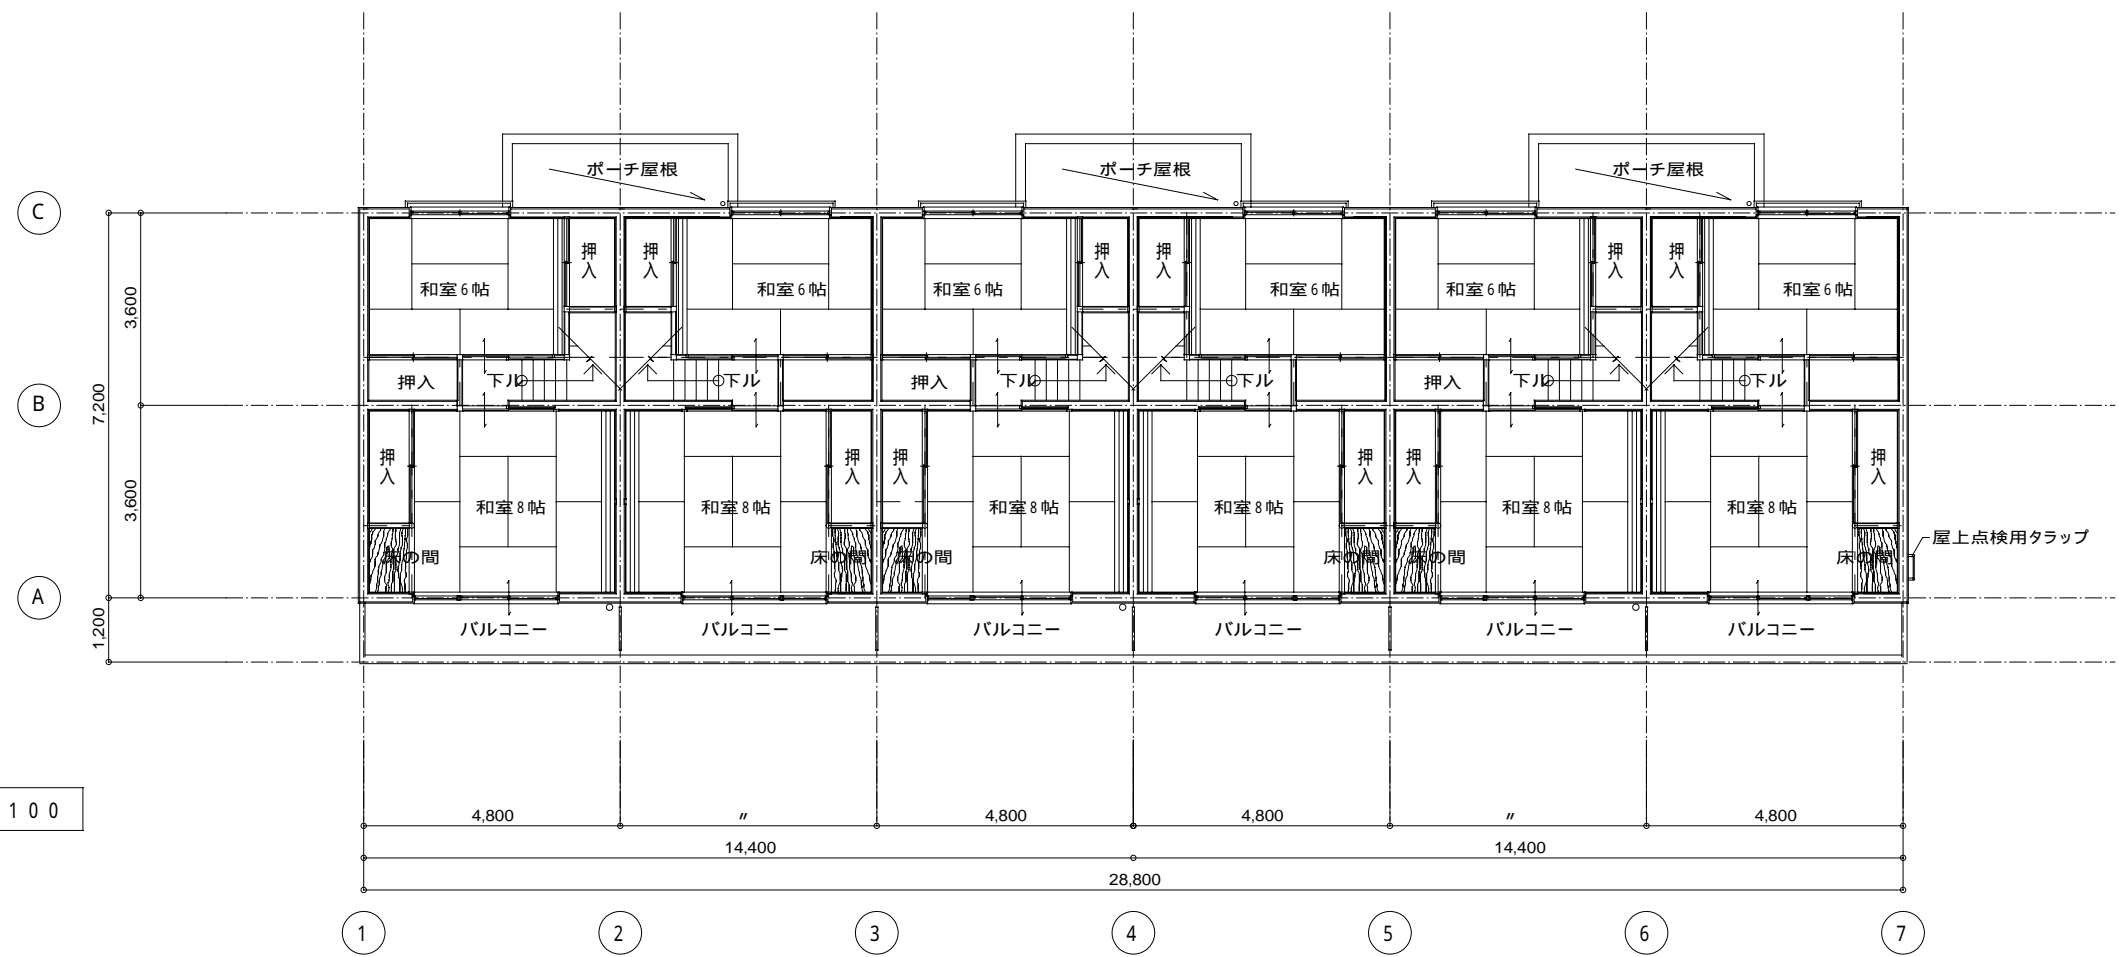 ポーチ屋根 ポーチ屋根 ポーチ屋根
C
押入 押入 押入 押入 押入 押入
和室6帖 和室6帖 和室6帖 和室6帖 和室6帖 和室6帖
3,600
押入 下ル 下ル 押入 下ル 下ル 押入 下ル 下ル
B
7,200
押入 押入 押入 押入 押入 押入
3,600
和室8帖 和室8帖 和室8帖 和室8帖 和室8帖 和室8帖
屋上点検用タラップ
床の間 床の間 床の間 床の間 床の間 床の間
A
1,200
バルコニー バルコニー バルコニー バルコニー バルコニー バルコニー
100
4,800 〃 4,800 4,800 〃 4,800
14,400 14,400
28,800
1 2 3 4 5 6 7